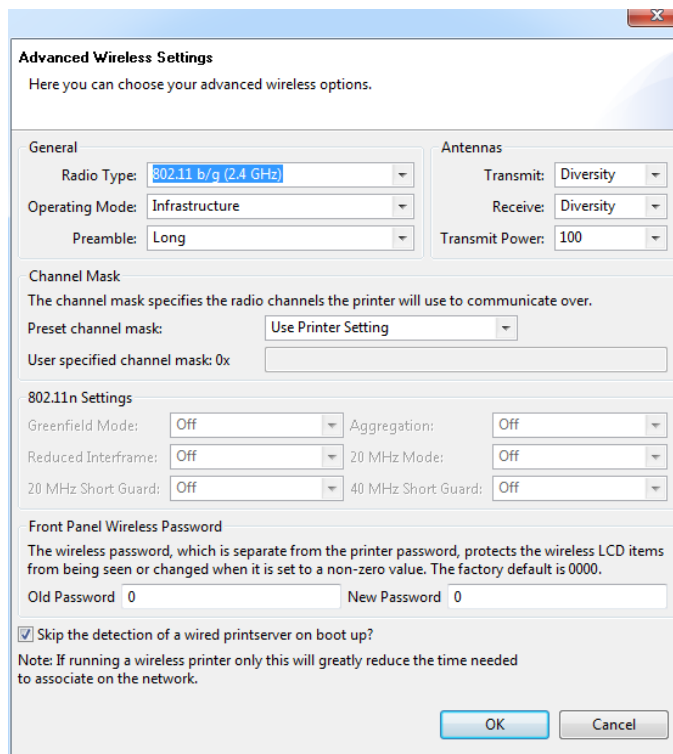 Advanced Wireless Settings
Here you can choose your advanced wireless options.
General
Radio Type: 802.11 b/g (2.4 GHz)
Operating Mode: Infrastructure
Preamble: Long
Antennas
Transmit: Diversity
Receive: Diversity
Transmit Power: 100
Channel Mask
The channel mask specifies the radio channels the printer will use to communicate over.
Preset channel mask: Use Printer Setting
User specified channel mask: 0x
802.11n Settings
Greenfield Mode: Off Aggregation: Off
Reduced Interframe: Off 20 MHz Mode: Off
20 MHz Short Guard: Off 40 MHz Short Guard: Off
Front Panel Wireless Password
The wireless password, which is separate from the printer password, protects the wireless LCD items
from being seen or changed when it is set to a non-zero value. The factory default is 0000.
Old Password 0 New Password 0
Skip the detection of a wired printserver on boot up?
Note: If running a wireless printer only this will greatly reduce the time needed
to associate on the network.
OK Cancel